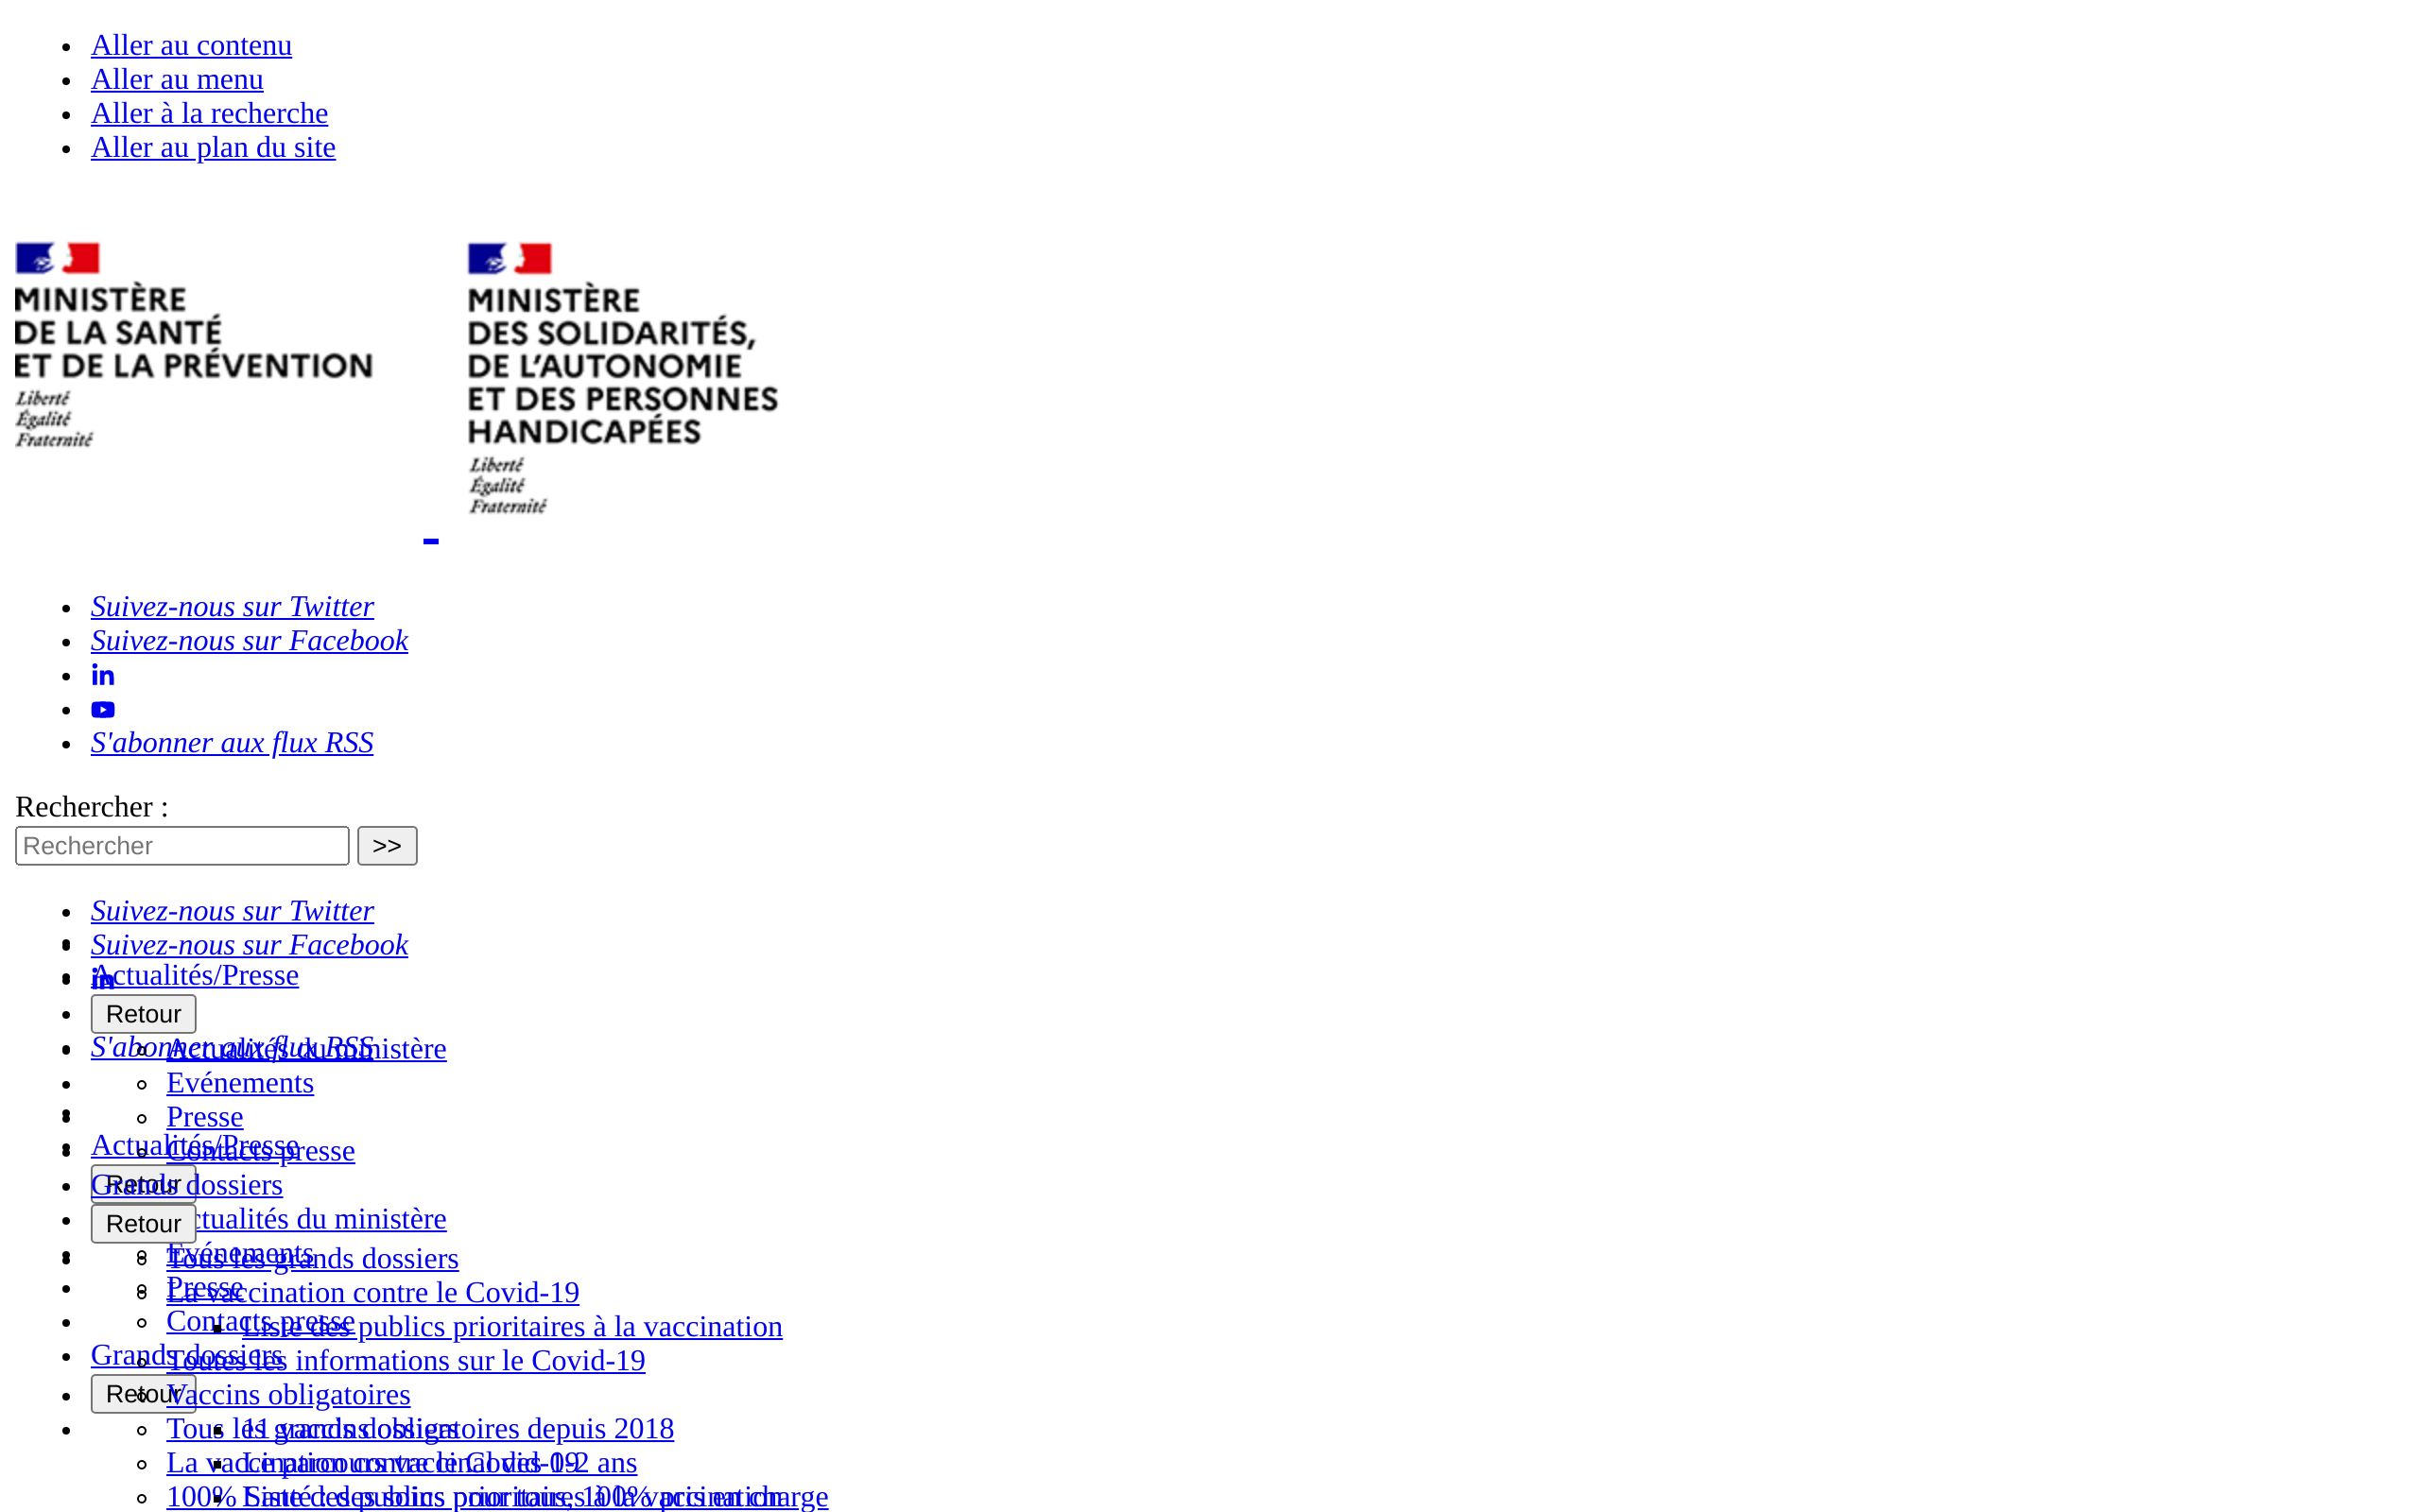 Aller au contenu
Aller au menu
Aller à la recherche
Aller au plan du site
MINISTÈRE
DE LA SANTÉ
ET DE LA PRÉVENTION
Liberté
Égalité
Fraternité
MINISTÈRE
DES SOLIDARITÉS,
DE L'AUTONOMIE
ET DES PERSONNES
HANDICAPÉES
Liberté
Égalité
Fraternité
Suivez-nous sur Twitter
Suivez-nous sur Facebook
S'abonner aux flux RSS
Rechercher :
Rechercher >>
Suivez-nous sur Twitter
Suivez-nous sur Facebook
Actualités/Presse
Retour
S'abonner aux flux RSS
Actualités du ministère
Evénements
Presse
Actualités/Presse
Contacts presse
Retour
Grands dossiers
Actualités du ministère
Retour
Evénements
Tous les grands dossiers
Presse
La vaccination contre le Covid-19
Contacts presse
Liste des publics prioritaires à la vaccination
Grands dossiers
Toutes les informations sur le Covid-19
Retour
Vaccins obligatoires
Tous les grands dossiers
11 vaccins obligatoires depuis 2018
La vaccination contre le Covid-19
Le parcours vaccinal des 0-2 ans
100% Santé : des soins pour tous, 100% pris en charge
Liste des publics prioritaires à la vaccination